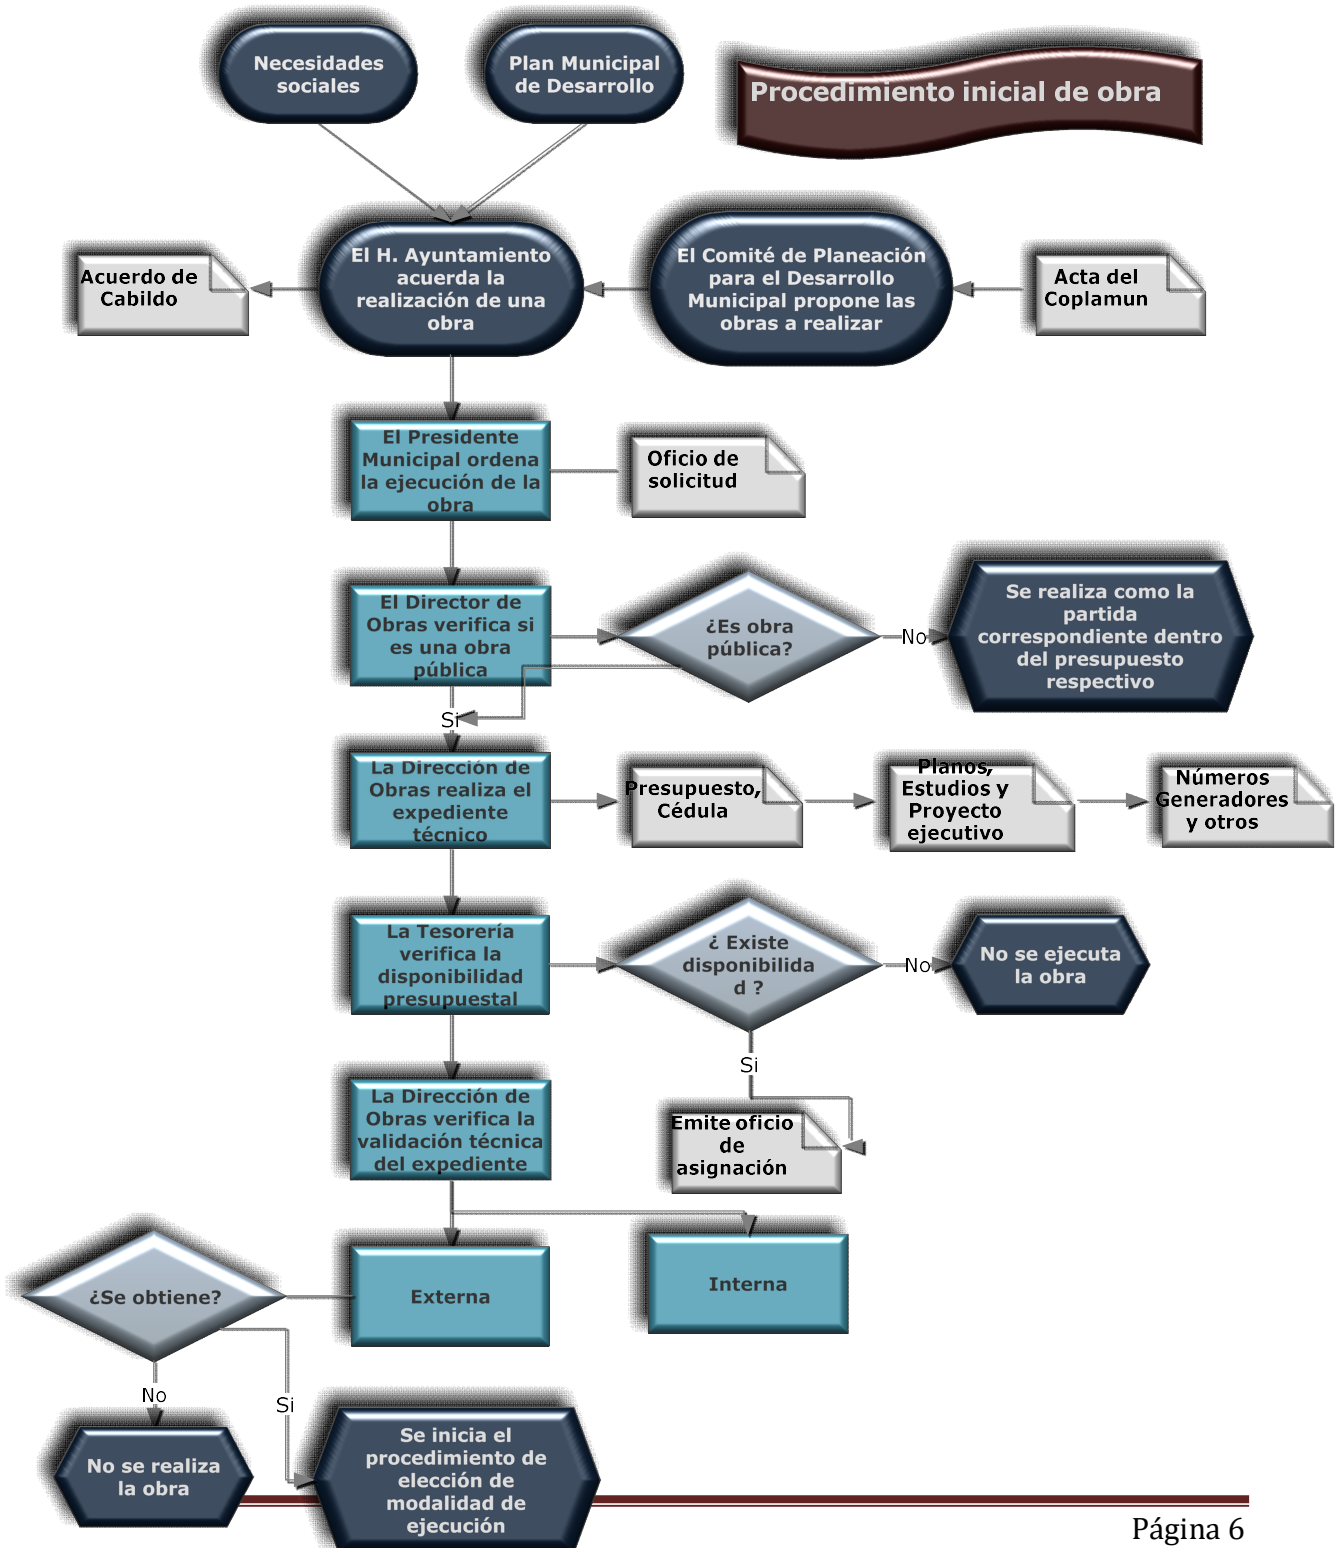 Necesidades
sociales
Plan Municipal
de Desarrollo
Procedimiento inicial de obra
Acuerdo de
Cabildo
El H. Ayuntamiento
acuerda la
realización de una
obra
El Comité de Planeación
para el Desarrollo
Municipal propone las
obras a realizar
Acta del
Coplamun
El Presidente
Municipal ordena
la ejecución de la
obra
Oficio de
solicitud
El Director de
Obras verifica si
es una obra
pública
¿Es obra
pública?
No
Se realiza como la
partida
correspondiente dentro
del presupuesto
respectivo
Si
La Dirección de
Obras realiza el
expediente
técnico
Presupuesto,
Cédula
Planos,
Estudios y
Proyecto
ejecutivo
Números
Generadores
y otros
La Tesorería
verifica la
disponibilidad
presupuestal
¿ Existe
disponibilida
d ?
No
No se ejecuta
la obra
Si
La Dirección de
Obras verifica la
validación técnica
del expediente
Emite oficio
de
asignación
¿Se obtiene?
Externa
Interna
No
Si
No se realiza
la obra
Se inicia el
procedimiento de
elección de
modalidad de
ejecución
Página 6